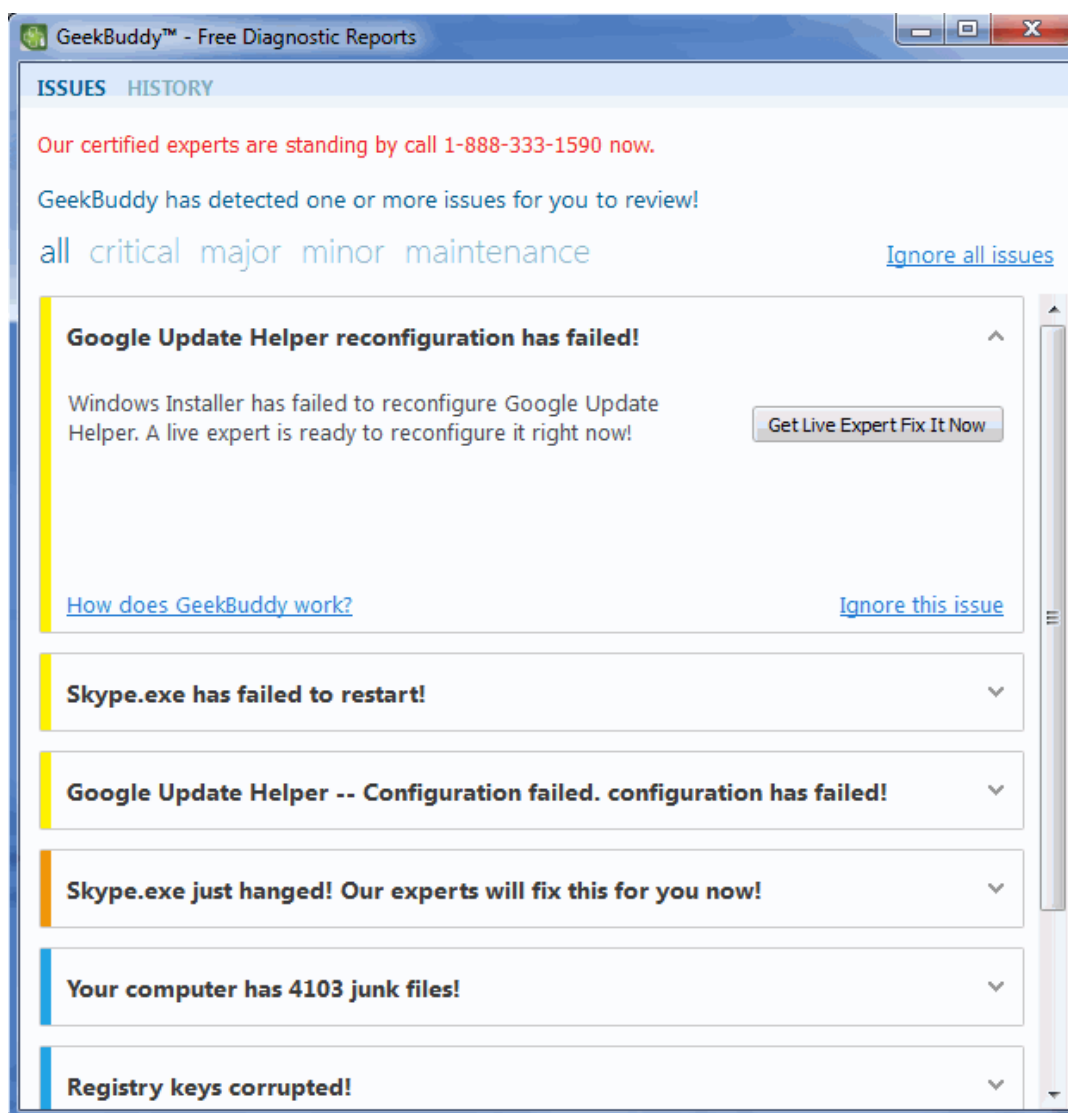 GeekBuddy™ - Free Diagnostic Reports
ISSUES HISTORY
Our certified experts are standing by call 1-888-333-1590 now.
GeekBuddy has detected one or more issues for you to review!
all critical major minor maintenance
Ignore all issues
Google Update Helper reconfiguration has failed!
Windows Installer has failed to reconfigure Google Update
Helper. A live expert is ready to reconfigure it right now!
Get Live Expert Fix It Now
How does GeekBuddy work?
Ignore this issue
Skype.exe has failed to restart!
Google Update Helper -- Configuration failed. configuration has failed!
Skype.exe just hanged! Our experts will fix this for you now!
Your computer has 4103 junk files!
Registry keys corrupted!